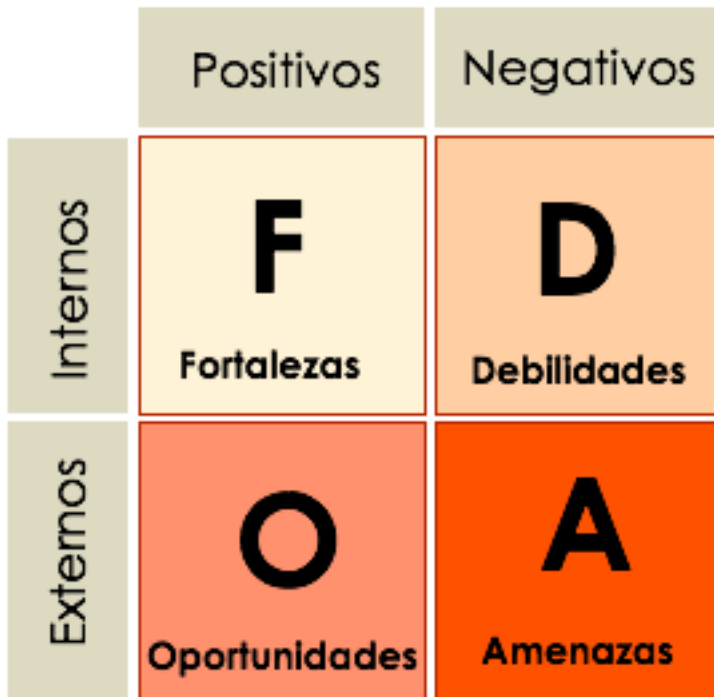 Positivos
Negativos
Internos
F
Fortalezas
D
Debilidades
Externos
O
Oportunidades
A
Amenazas